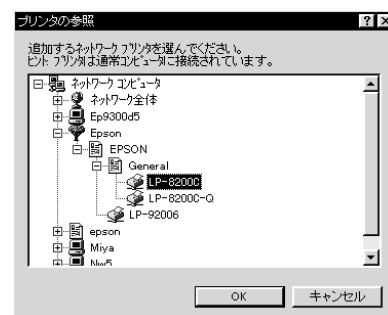 プリンタの参照
追加するネットワーク プリンタを選んでください。
ヒント: プリンタは通常コンピュータに接続されています。
ネットワーク コンピュータ
ネットワーク全体
Ep9300d5
Epson
EPSON
General
LP-8200C
LP-8200C-Q
LP-92006
epson
Miya
Nw5
OK
キャンセル